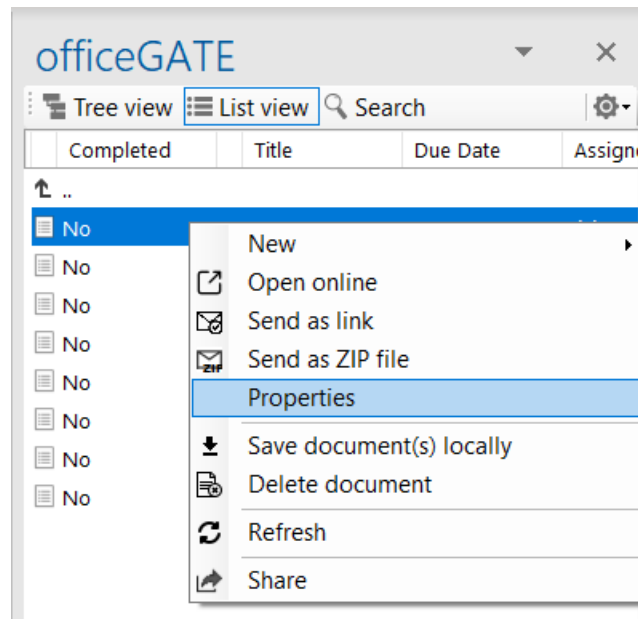 officeGATE
Tree view List view Search
Completed Title Due Date Assigne
..
No
New
No Open online
No Send as link
No Send as ZIP file
No Properties
No Save document(s) locally
No Delete document
No Refresh
Share